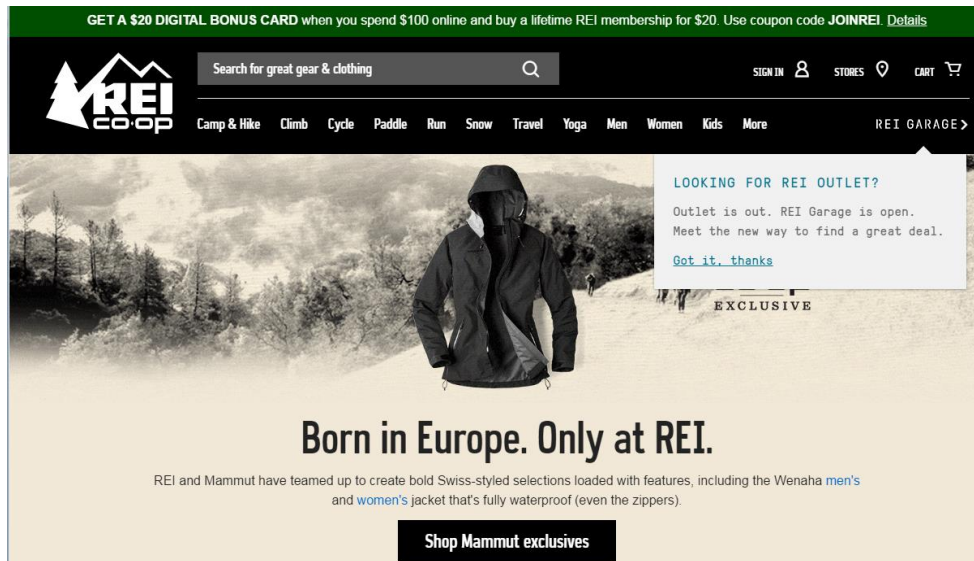 GET A $20 DIGITAL BONUS CARD when you spend $100 online and buy a lifetime REI membership for $20. Use coupon code JOINREI. Details
REI
CO·OP
Search for great gear & clothing
SIGN IN
STORES
CART
Camp & Hike Climb Cycle Paddle Run Snow Travel Yoga Men Women Kids More
REI GARAGE >
LOOKING FOR REI OUTLET?
Outlet is out. REI Garage is open.
Meet the new way to find a great deal.
Got it, thanks
EXCLUSIVE
Born in Europe. Only at REI.
REI and Mammut have teamed up to create bold Swiss-styled selections loaded with features, including the Wenaha men's
and women's jacket that's fully waterproof (even the zippers).
Shop Mammut exclusives